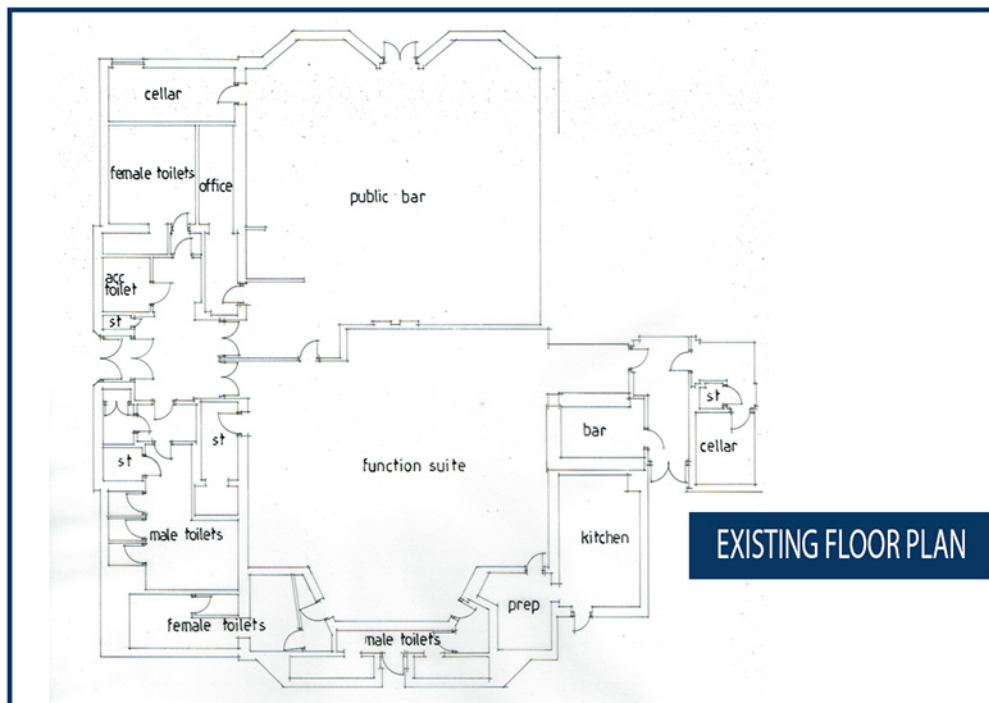 cellar
female toilets
office
public bar
acc
toilet
st
st
bar
st
cellar
function suite
st
male toilets
kitchen
EXISTING FLOOR PLAN
prep
female toilets
male toilets